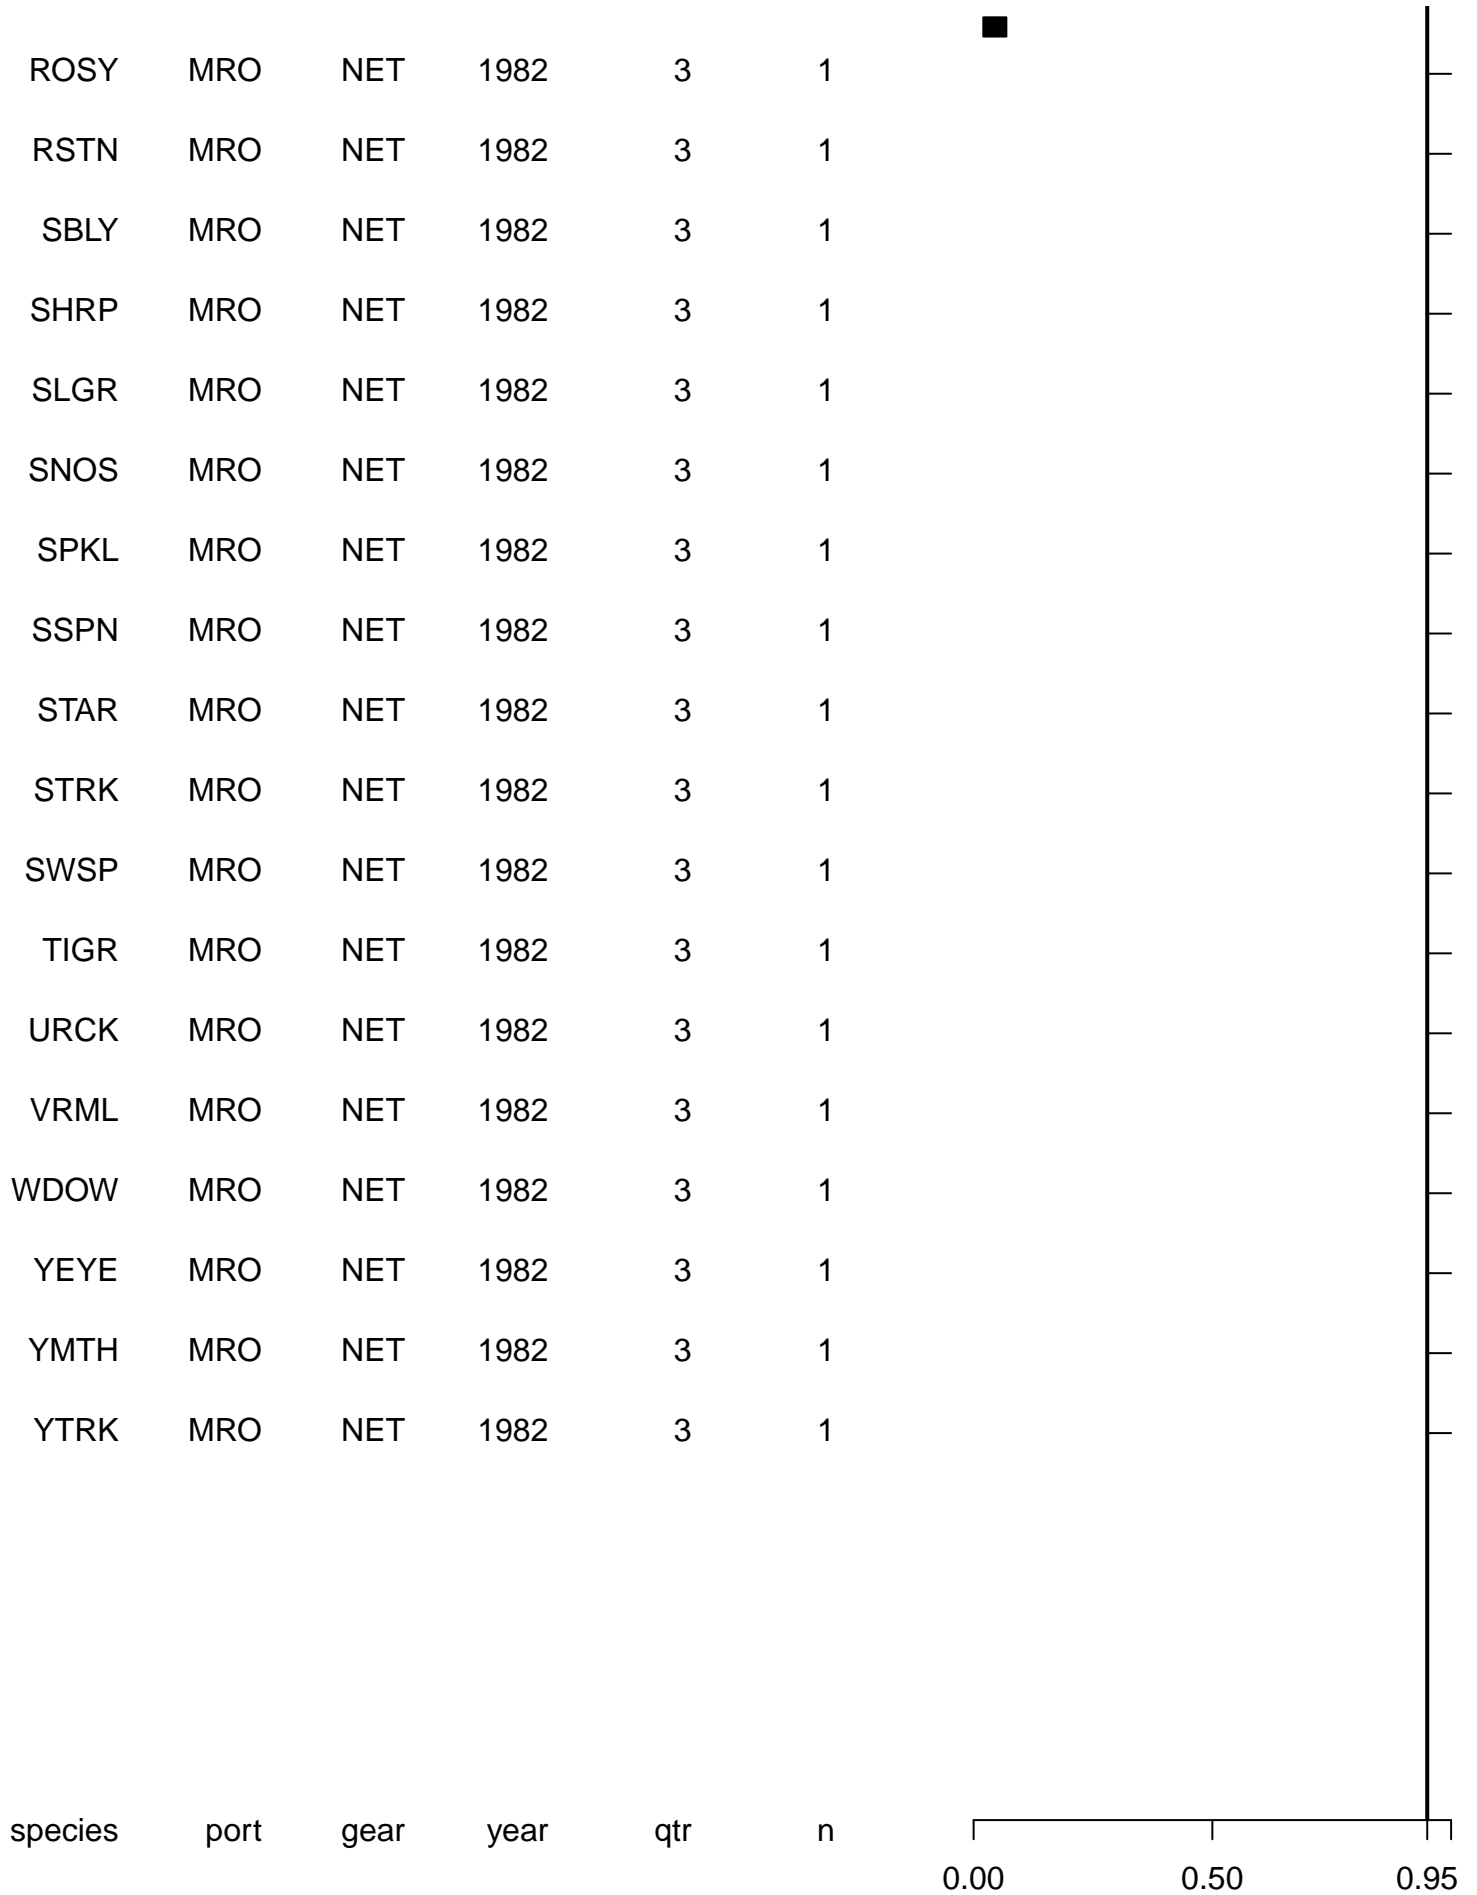 ROSY MRO NET 1982 3 1
RSTN MRO NET 1982 3 1
SBLY MRO NET 1982 3 1
SHRP MRO NET 1982 3 1
SLGR MRO NET 1982 3 1
SNOS MRO NET 1982 3 1
SPKL MRO NET 1982 3 1
SSPN MRO NET 1982 3 1
STAR MRO NET 1982 3 1
STRK MRO NET 1982 3 1
SWSP MRO NET 1982 3 1
TIGR MRO NET 1982 3 1
URCK MRO NET 1982 3 1
VRML MRO NET 1982 3 1
WDOW MRO NET 1982 3 1
YEYE MRO NET 1982 3 1
YMTH MRO NET 1982 3 1
YTRK MRO NET 1982 3 1
species port gear year qtr n
0.00 0.50 0.95